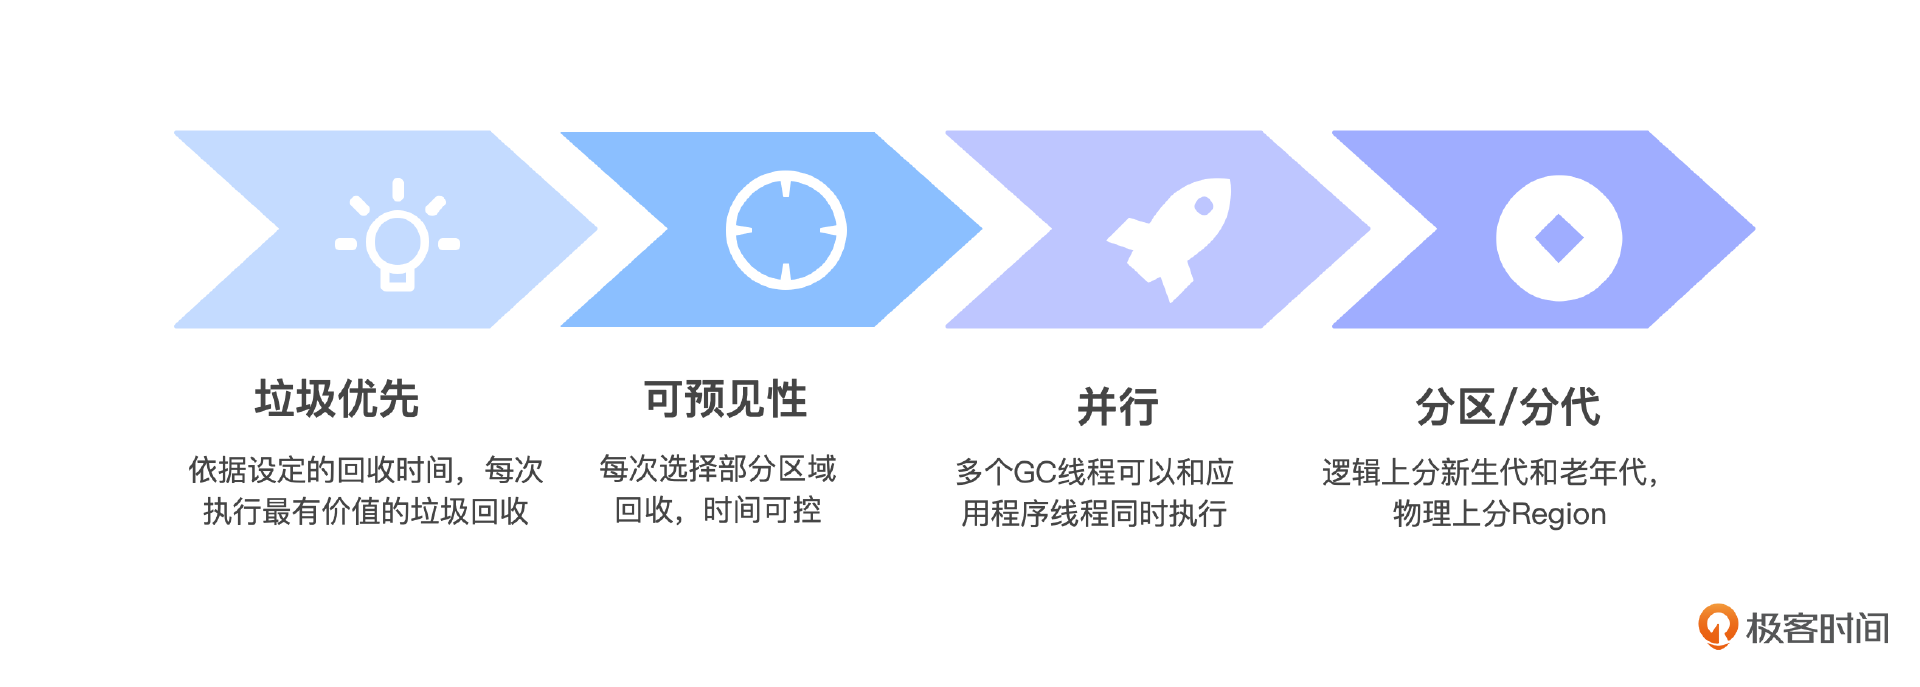 垃圾优先
依据设定的回收时间，每次
执行最有价值的垃圾回收
可预见性
每次选择部分区域
回收，时间可控
并行
多个GC线程可以和应
用程序线程同时执行
分区/分代
逻辑上分新生代和老年代，
物理上分Region
极客时间